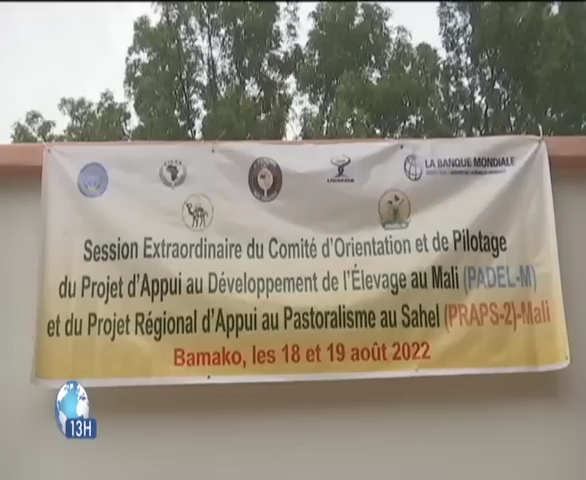 LA BANQUE MONDIALE
Session Extraordinaire du Comité d'Orientation et de Pilotage
du Projet d'Appui au Développement de l'Élevage au Mali (PADEL-M)
et du Projet Régional d'Appui au Pastoralisme au Sahel (PRAPS-2)-Mali
Bamako, les 18 et 19 août 2022
13H